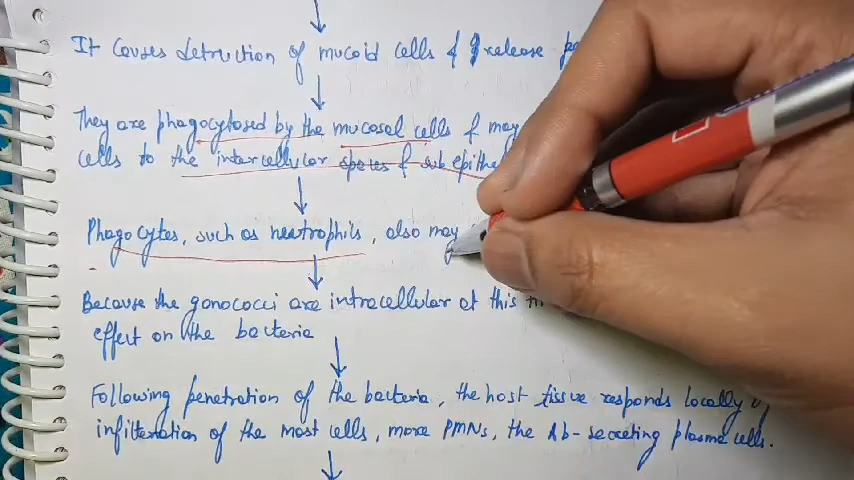 It causes detruction of mucoid cells & release
They are phagocytosed by the mucosal cells & may
cells to the intercellular spaces & sub epithe
Phagocytes, such as neutrophils, also may
Because the gonococci are intracellular at this
effect on the bacteria
Following penetration of the bacteria, the host tissue responds locally
infilteration of the mast cells, more PMNs, the Ab-secreting plasma cells.